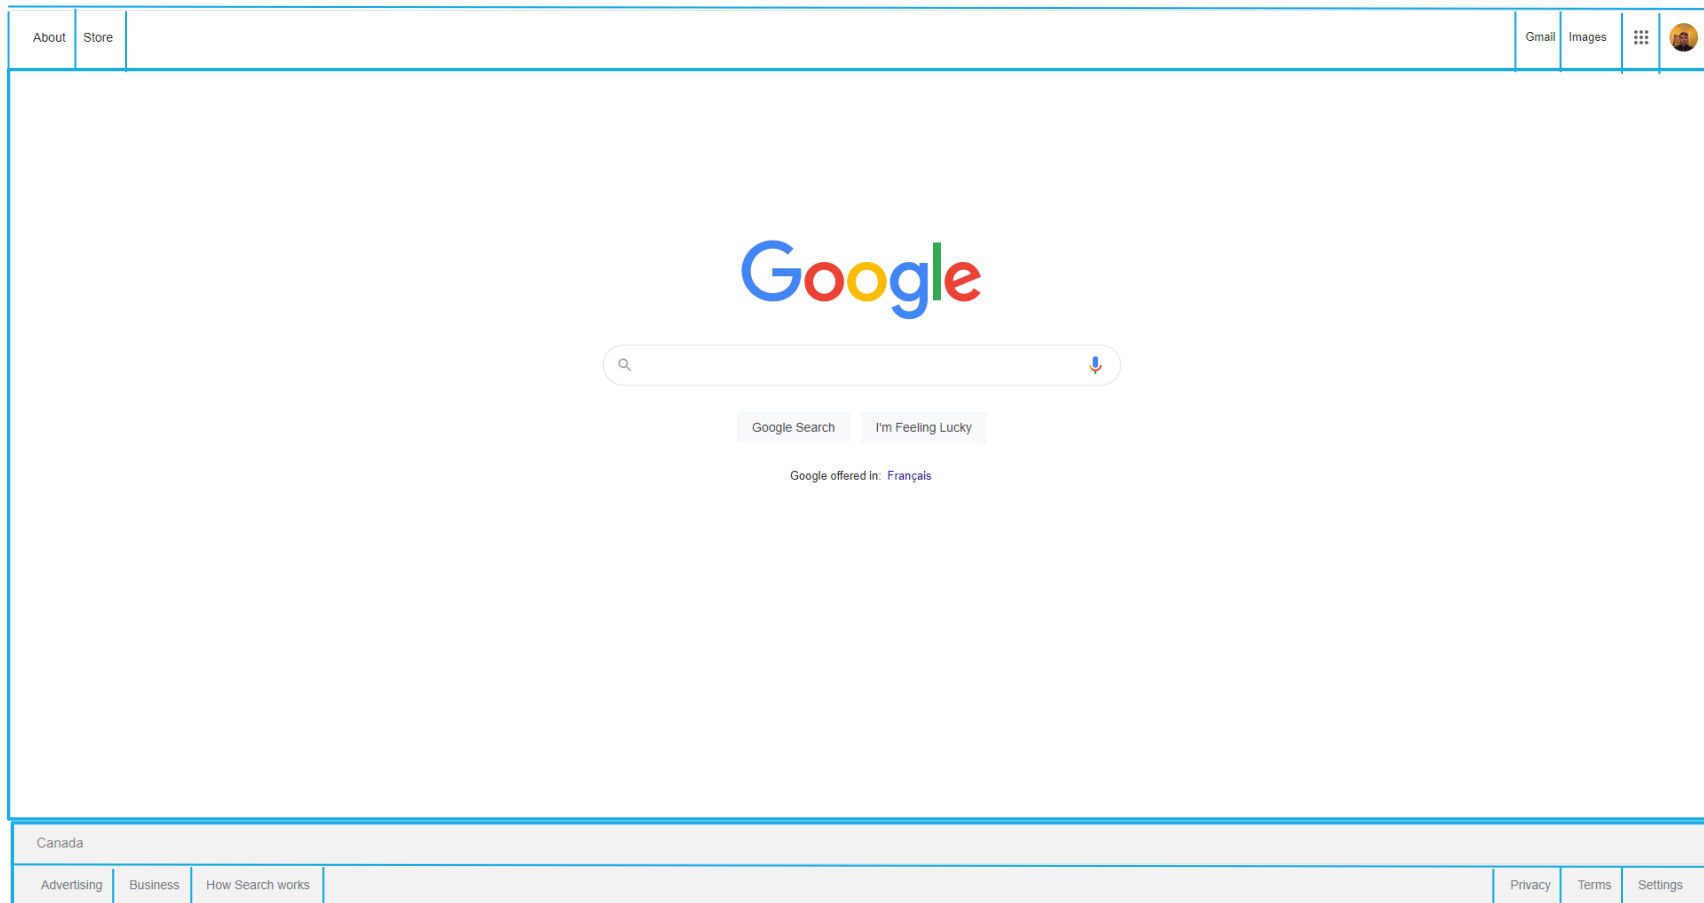 About Store Gmail Images
Google
Google Search I'm Feeling Lucky
Google offered in: Français
Canada
Advertising Business How Search works Privacy Terms Settings